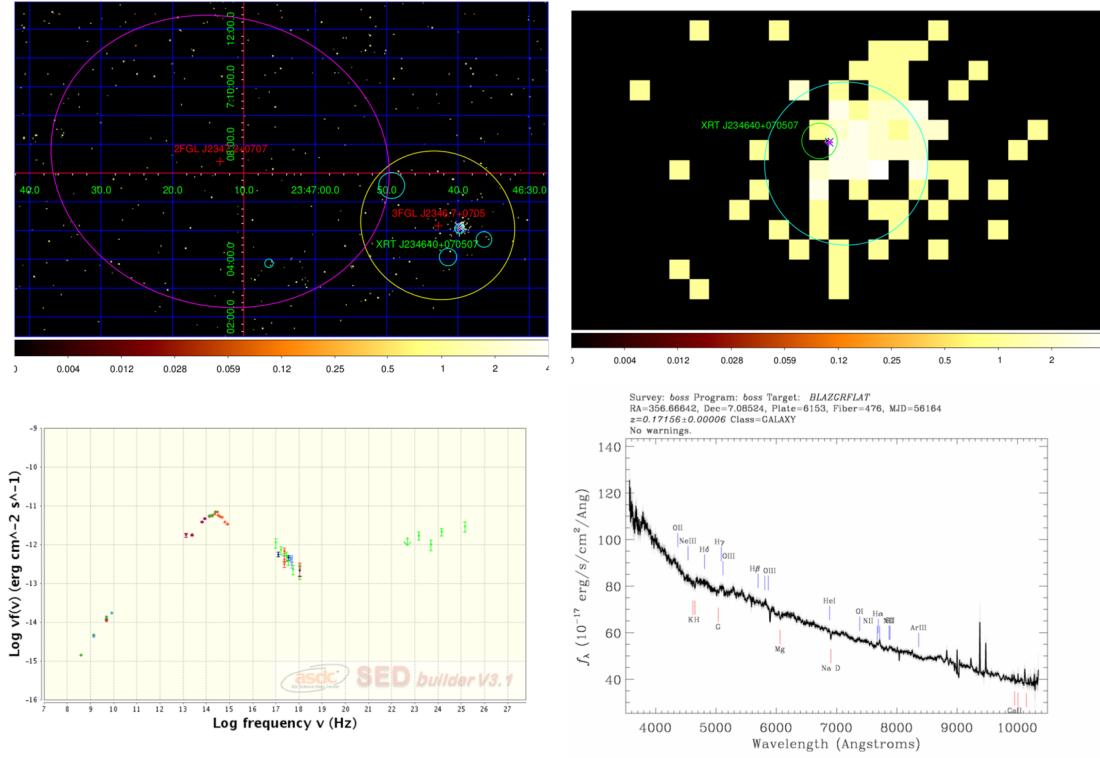 12:00.0
7:10:00.0
2FGL J2347.2+0707
08:00.0
40.0 30.0 20.0 10.0 23:47:00.0 50.0 40.0 46:30.0
3FGL J2346.7+0705
XRT J234640+070507
04:00.0
02:00.0
0.004 0.012 0.028 0.059 0.12 0.25 0.5 1 2 4
XRT J234640+070507
0.004 0.012 0.028 0.059 0.12 0.25 0.5 1 2
Log νf(ν) (erg cm^-2 s^-1)
-9
-10
-11
-12
-13
-14
-15
-16
asdc SED builder V3.1
7 8 9 10 11 12 13 14 15 16 17 18 19 20 21 22 23 24 25 26 27
Log frequency ν (Hz)
Survey: boss Program: boss Target: BLAZGRFLAT
RA=356.66642, Dec=7.08524, Plate=6153, Fiber=476, MJD=56164
z=0.17156±0.00006 Class=GALAXY
No warnings.
fλ (10⁻¹⁷ erg/s/cm²/Ang)
140
120
100
80
60
40
OII
NeIII
Hδ
Hγ
OIII
Hβ
OIII
HeI
OI
NII
Hα
ArIII
K H
G
Mg
Na D
CaII
4000 5000 6000 7000 8000 9000 10000
Wavelength (Angstroms)